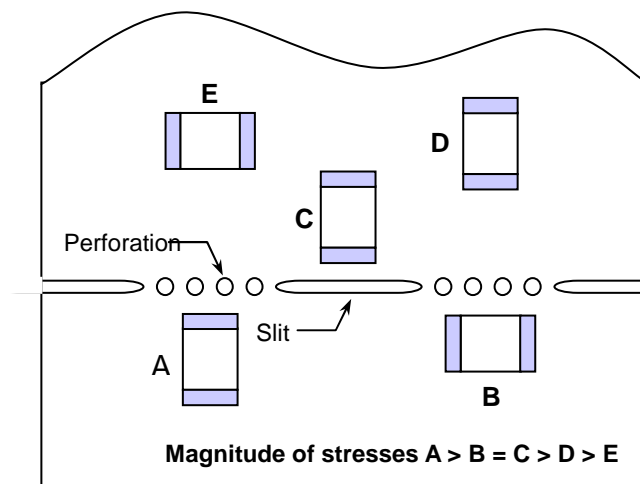 E
D
C
Perforation
Slit
A
B
Magnitude of stresses A > B = C > D > E